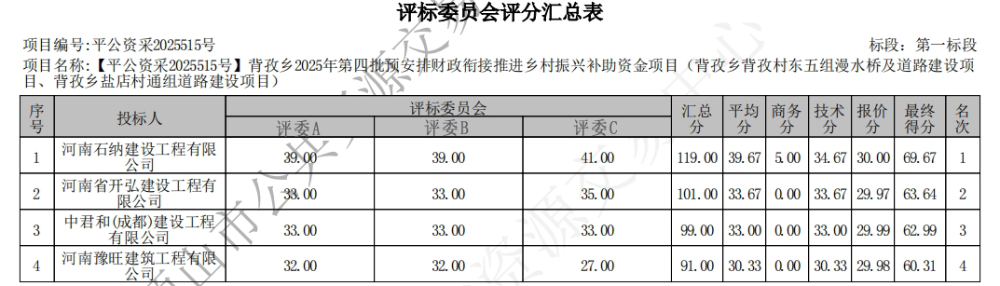 评标委员会评分汇总表
项目编号:平公资采2025515号 标段: 第一标段
项目名称:【平公资采2025515号】背孜乡2025年第四批预安排财政衔接推进乡村振兴补助资金项目（背孜乡背孜村东五组漫水桥及道路建设项
目、背孜乡盐店村通组道路建设项目）
序号 投标人 评标委员会 汇总分 平均分 商务分 技术分 报价分 最终得分 名次
评委A 评委B 评委C
1 河南石纳建设工程有限公司 39.00 39.00 41.00 119.00 39.67 5.00 34.67 30.00 69.67 1
2 河南省开弘建设工程有限公司 33.00 33.00 35.00 101.00 33.67 0.00 33.67 29.97 63.64 2
3 中君和(成都)建设工程有限公司 33.00 33.00 33.00 99.00 33.00 0.00 33.00 29.99 62.99 3
4 河南豫旺建筑工程有限公司 32.00 32.00 27.00 91.00 30.33 0.00 30.33 29.98 60.31 4